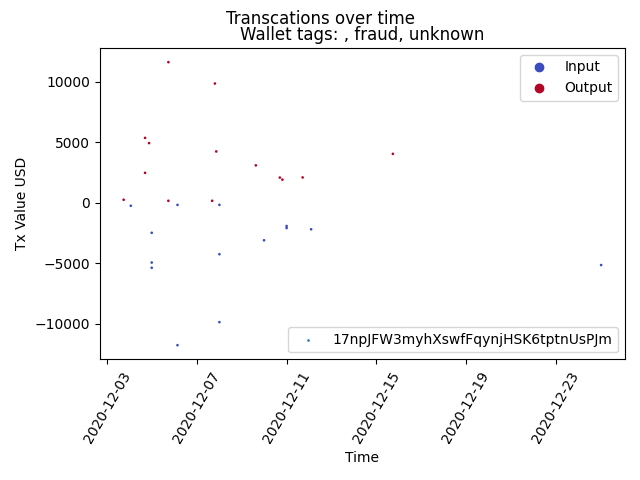 Transcations over time
Wallet tags: , fraud, unknown
Input
Output
10000
5000
0
−5000
−10000
Tx Value USD
17npJFW3myhXswfFqynjHSK6tptnUsPJm
2020-12-03
2020-12-07
2020-12-11
2020-12-15
2020-12-19
2020-12-23
Time